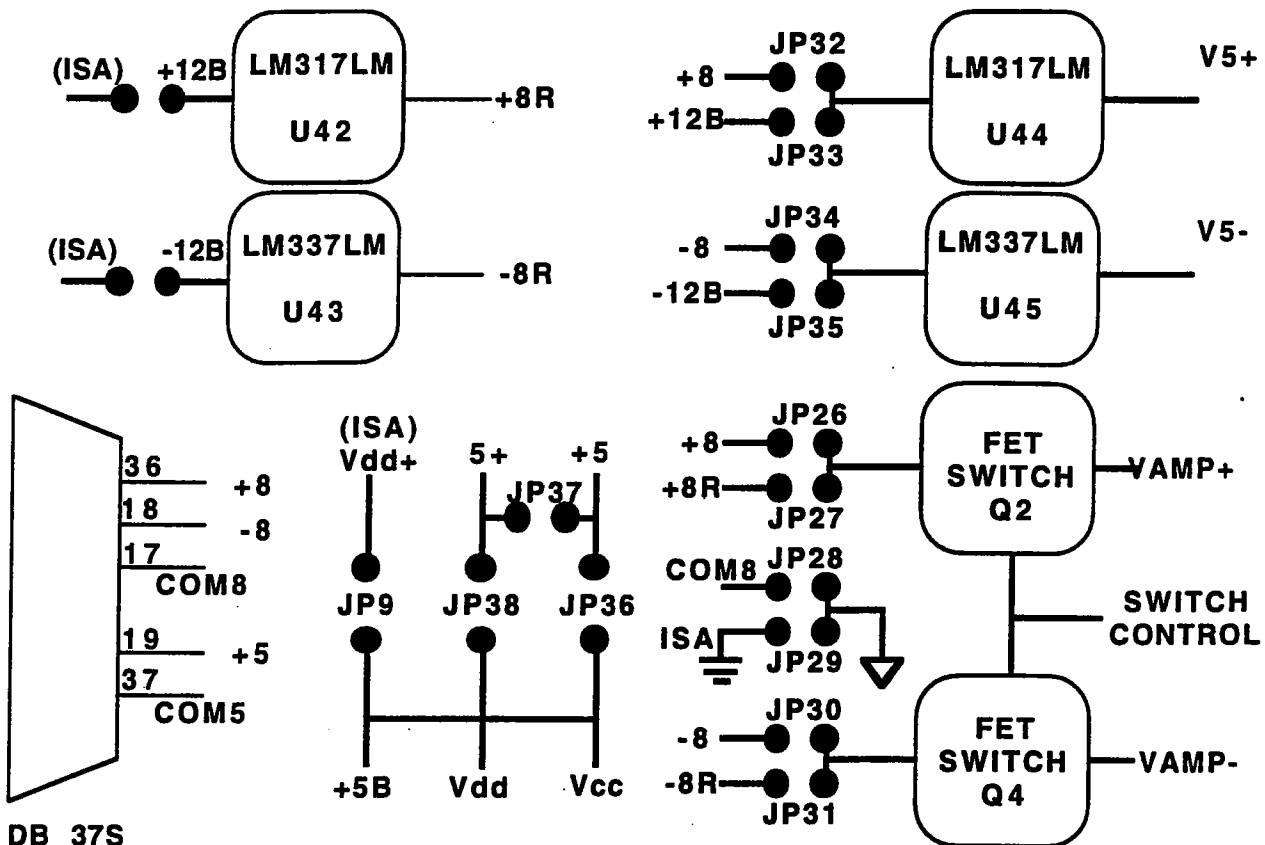 (ISA) +12B
LM317LM
U42
+8R
JP32
+8
+12B
JP33
LM317LM
U44
V5+
(ISA) -12B
LM337LM
U43
-8R
JP34
-8
-12B
JP35
LM337LM
U45
V5-
36
+8
18
-8
17
COM8
19
+5
37
COM5
DB 37S
(ISA)
Vdd+
5+
+5
JP37
JP9
JP38
JP36
+5B
Vdd
Vcc
JP26
+8
+8R
JP27
FET
SWITCH
Q2
VAMP+
COM8
JP28
ISA
JP29
SWITCH
CONTROL
JP30
-8
-8R
JP31
FET
SWITCH
Q4
VAMP-